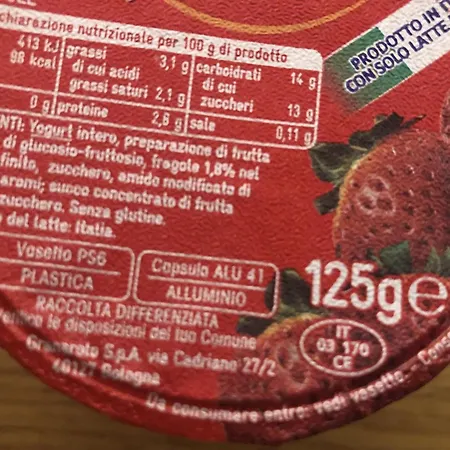 chiarazione nutrizionale per 100 g di prodotto
413 kJ grassi 3,1 g carboidrati 14 g
98 kcal di cui acidi di cui
grassi saturi 2,1 g zuccheri 13 g
0 g proteine 2,6 g sale 0,11 g
PRODOTTO IN IT
CON SOLO LATTE
NTI: Yogurt intero, preparazione di frutta
di glucosio-fruttosio, fragole 1,8% nel
finito, zucchero, amido modificato di
aromi; succo concentrato di frutta
zucchero. Senza glutine.
del latte: Italia.
Vasetto PS6
PLASTICA
Capsula ALU 41
ALLUMINIO
125g e
RACCOLTA DIFFERENZIATA
le disposizioni del tuo Comune
IT
03 170
CE
Granarolo S.p.A. via Cadriano 27/2
40127 Bologna
Da consumare entro: vedi vasetto. - Cons